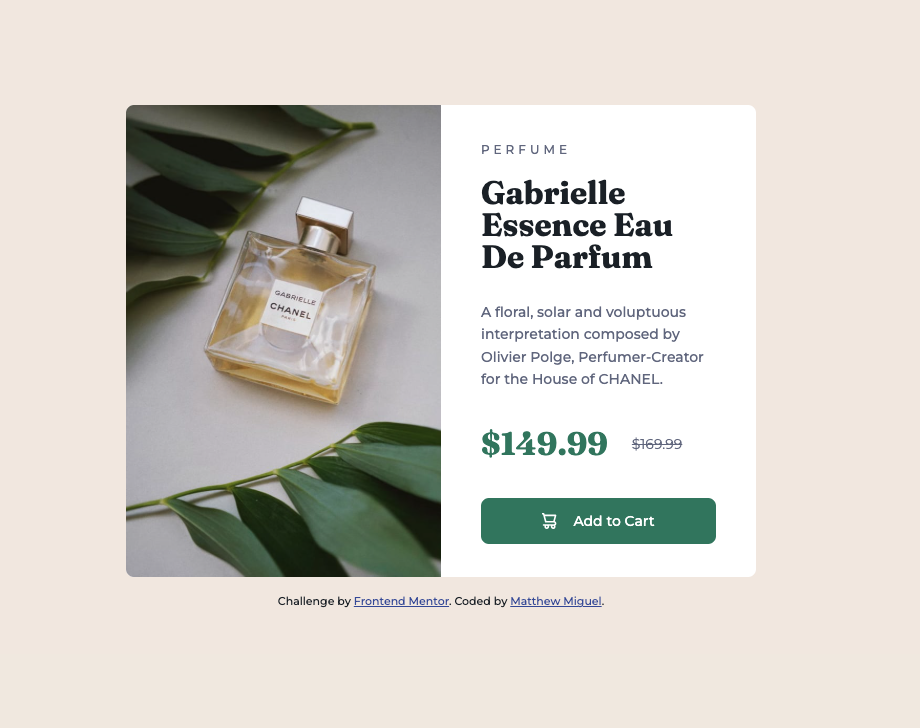 GABRIELLE
CHANEL
PARIS
PERFUME
Gabrielle
Essence Eau
De Parfum
A floral, solar and voluptuous
interpretation composed by
Olivier Polge, Perfumer-Creator
for the House of CHANEL.
$149.99 $169.99
Add to Cart
Challenge by Frontend Mentor. Coded by Matthew Miguel.